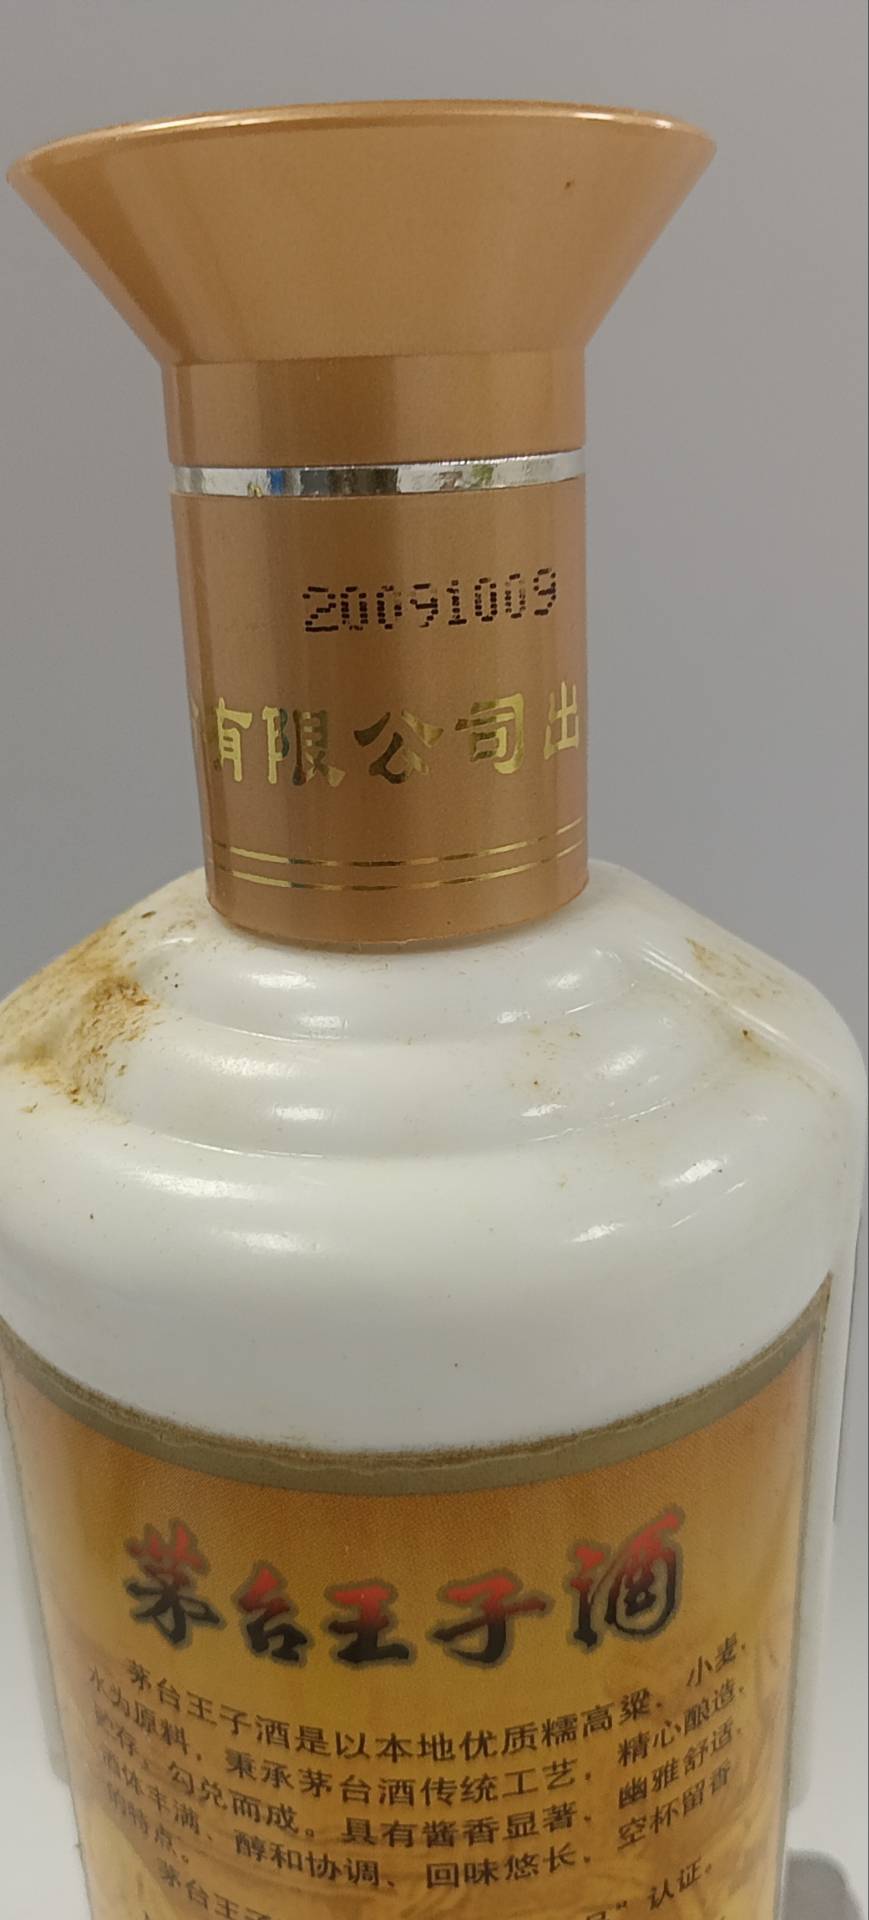 20091009
有限公司出
茅台王子酒
茅台王子酒是以本地优质糯高粱、小麦、
水为原料，秉承茅台酒传统工艺，精心酿造，
贮存，勾兑而成。具有酱香显著、幽雅舒适，
酒体丰满、醇和协调、回味悠长、空杯留香
的特点。
茅台王子
”认证。